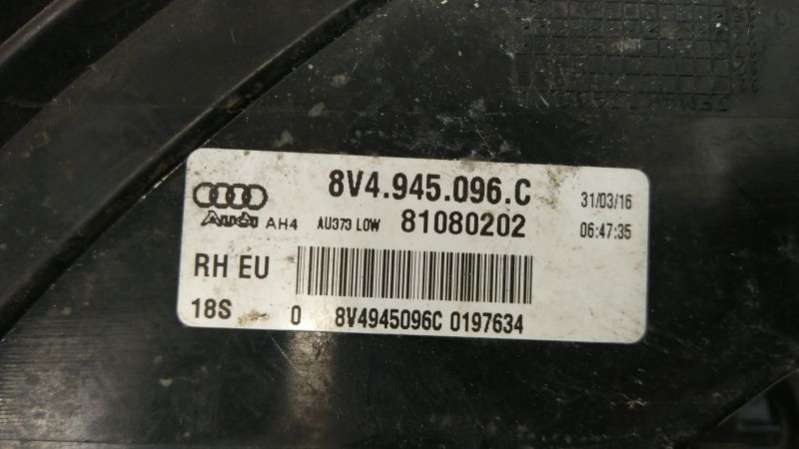 8V4.945.096.C 31/03/16
Audi AH4 AU373 LOW 81080202 06:47:35
RH EU
18S 0 8V4945096C 0197634